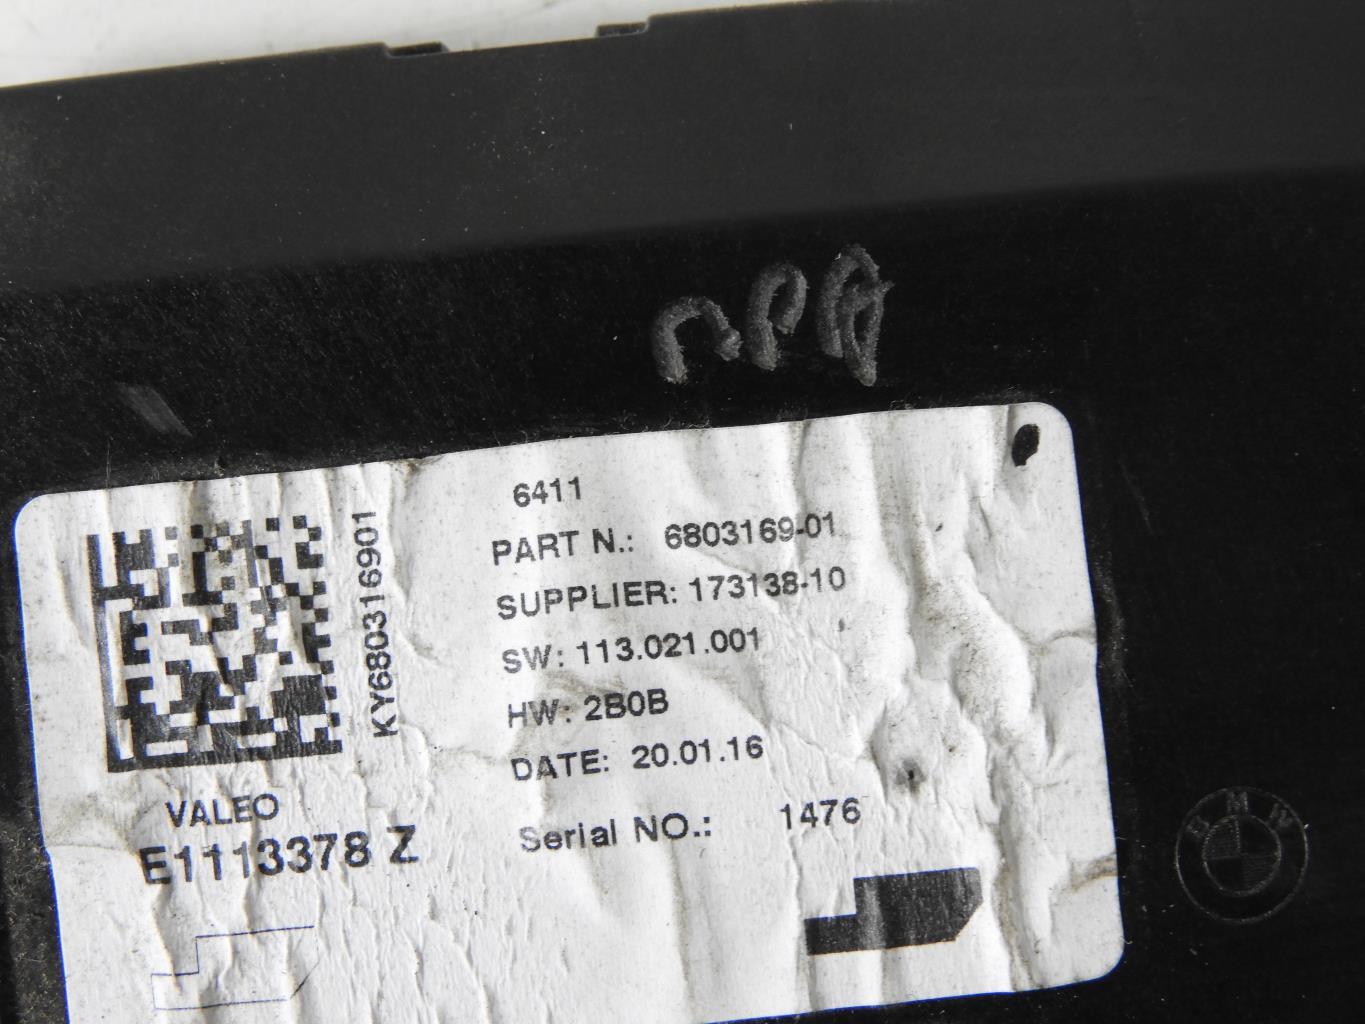 6411
PART N.: 6803169-01
SUPPLIER: 173138-10
SW: 113.021.001
HW: 2B0B
DATE: 20.01.16
Serial NO.: 1476
KY680316901
VALEO
E1113378 Z
BMW